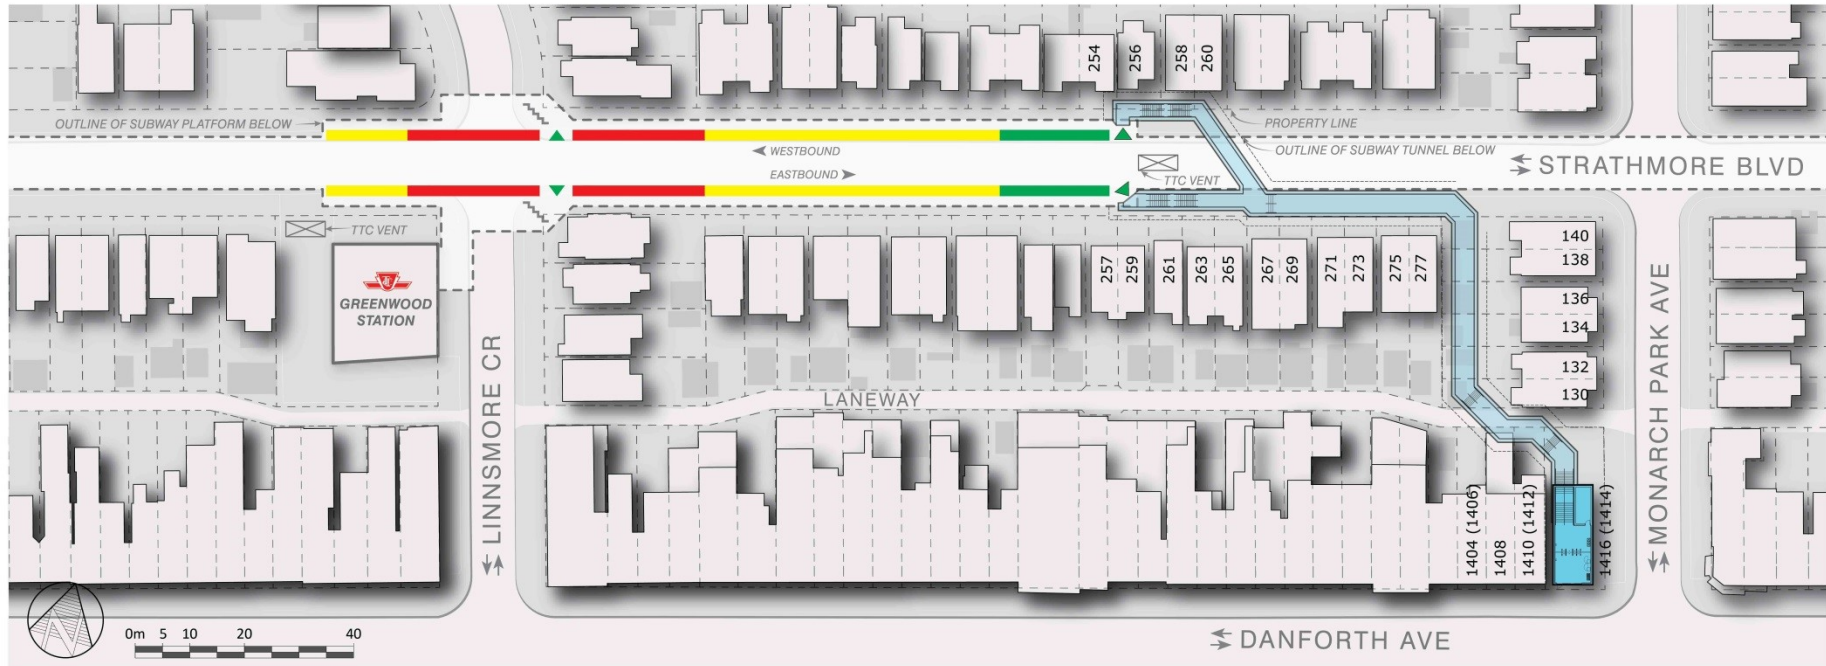 254
256
258
260
OUTLINE OF SUBWAY PLATFORM BELOW
PROPERTY LINE
OUTLINE OF SUBWAY TUNNEL BELOW
WESTBOUND
EASTBOUND
TTC VENT
STRATHMORE BLVD
TTC VENT
GREENWOOD
STATION
257
259
261
263
265
267
269
271
273
275
277
140
138
136
134
132
130
LINNSMORE CR
LANEWAY
MONARCH PARK AVE
1404 (1406)
1408
1410 (1412)
1416 (1414)
0m 5 10 20 40
DANFORTH AVE